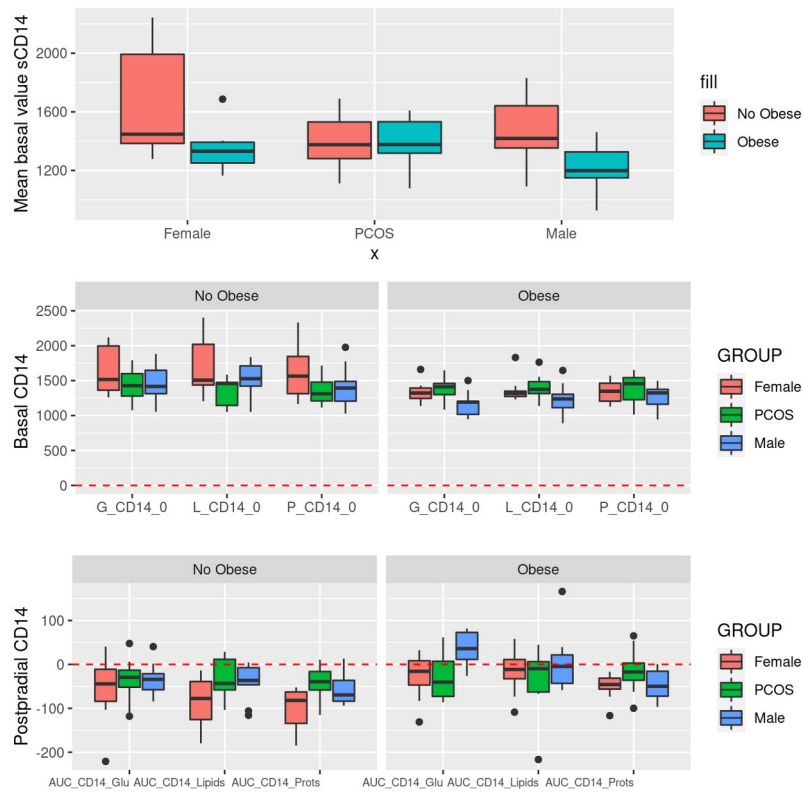 Mean basal value sCD14
2000
1600
1200
Female
PCOS
Male
x
fill
No Obese
Obese
No Obese
Obese
Basal CD14
2500
2000
1500
1000
500
0
G_CD14_0
L_CD14_0
P_CD14_0
G_CD14_0
L_CD14_0
P_CD14_0
GROUP
Female
PCOS
Male
No Obese
Obese
Postpradial CD14
100
0
-100
-200
AUC_CD14_Glu
AUC_CD14_Lipids
AUC_CD14_Prots
AUC_CD14_Glu
AUC_CD14_Lipids
AUC_CD14_Prots
GROUP
Female
PCOS
Male